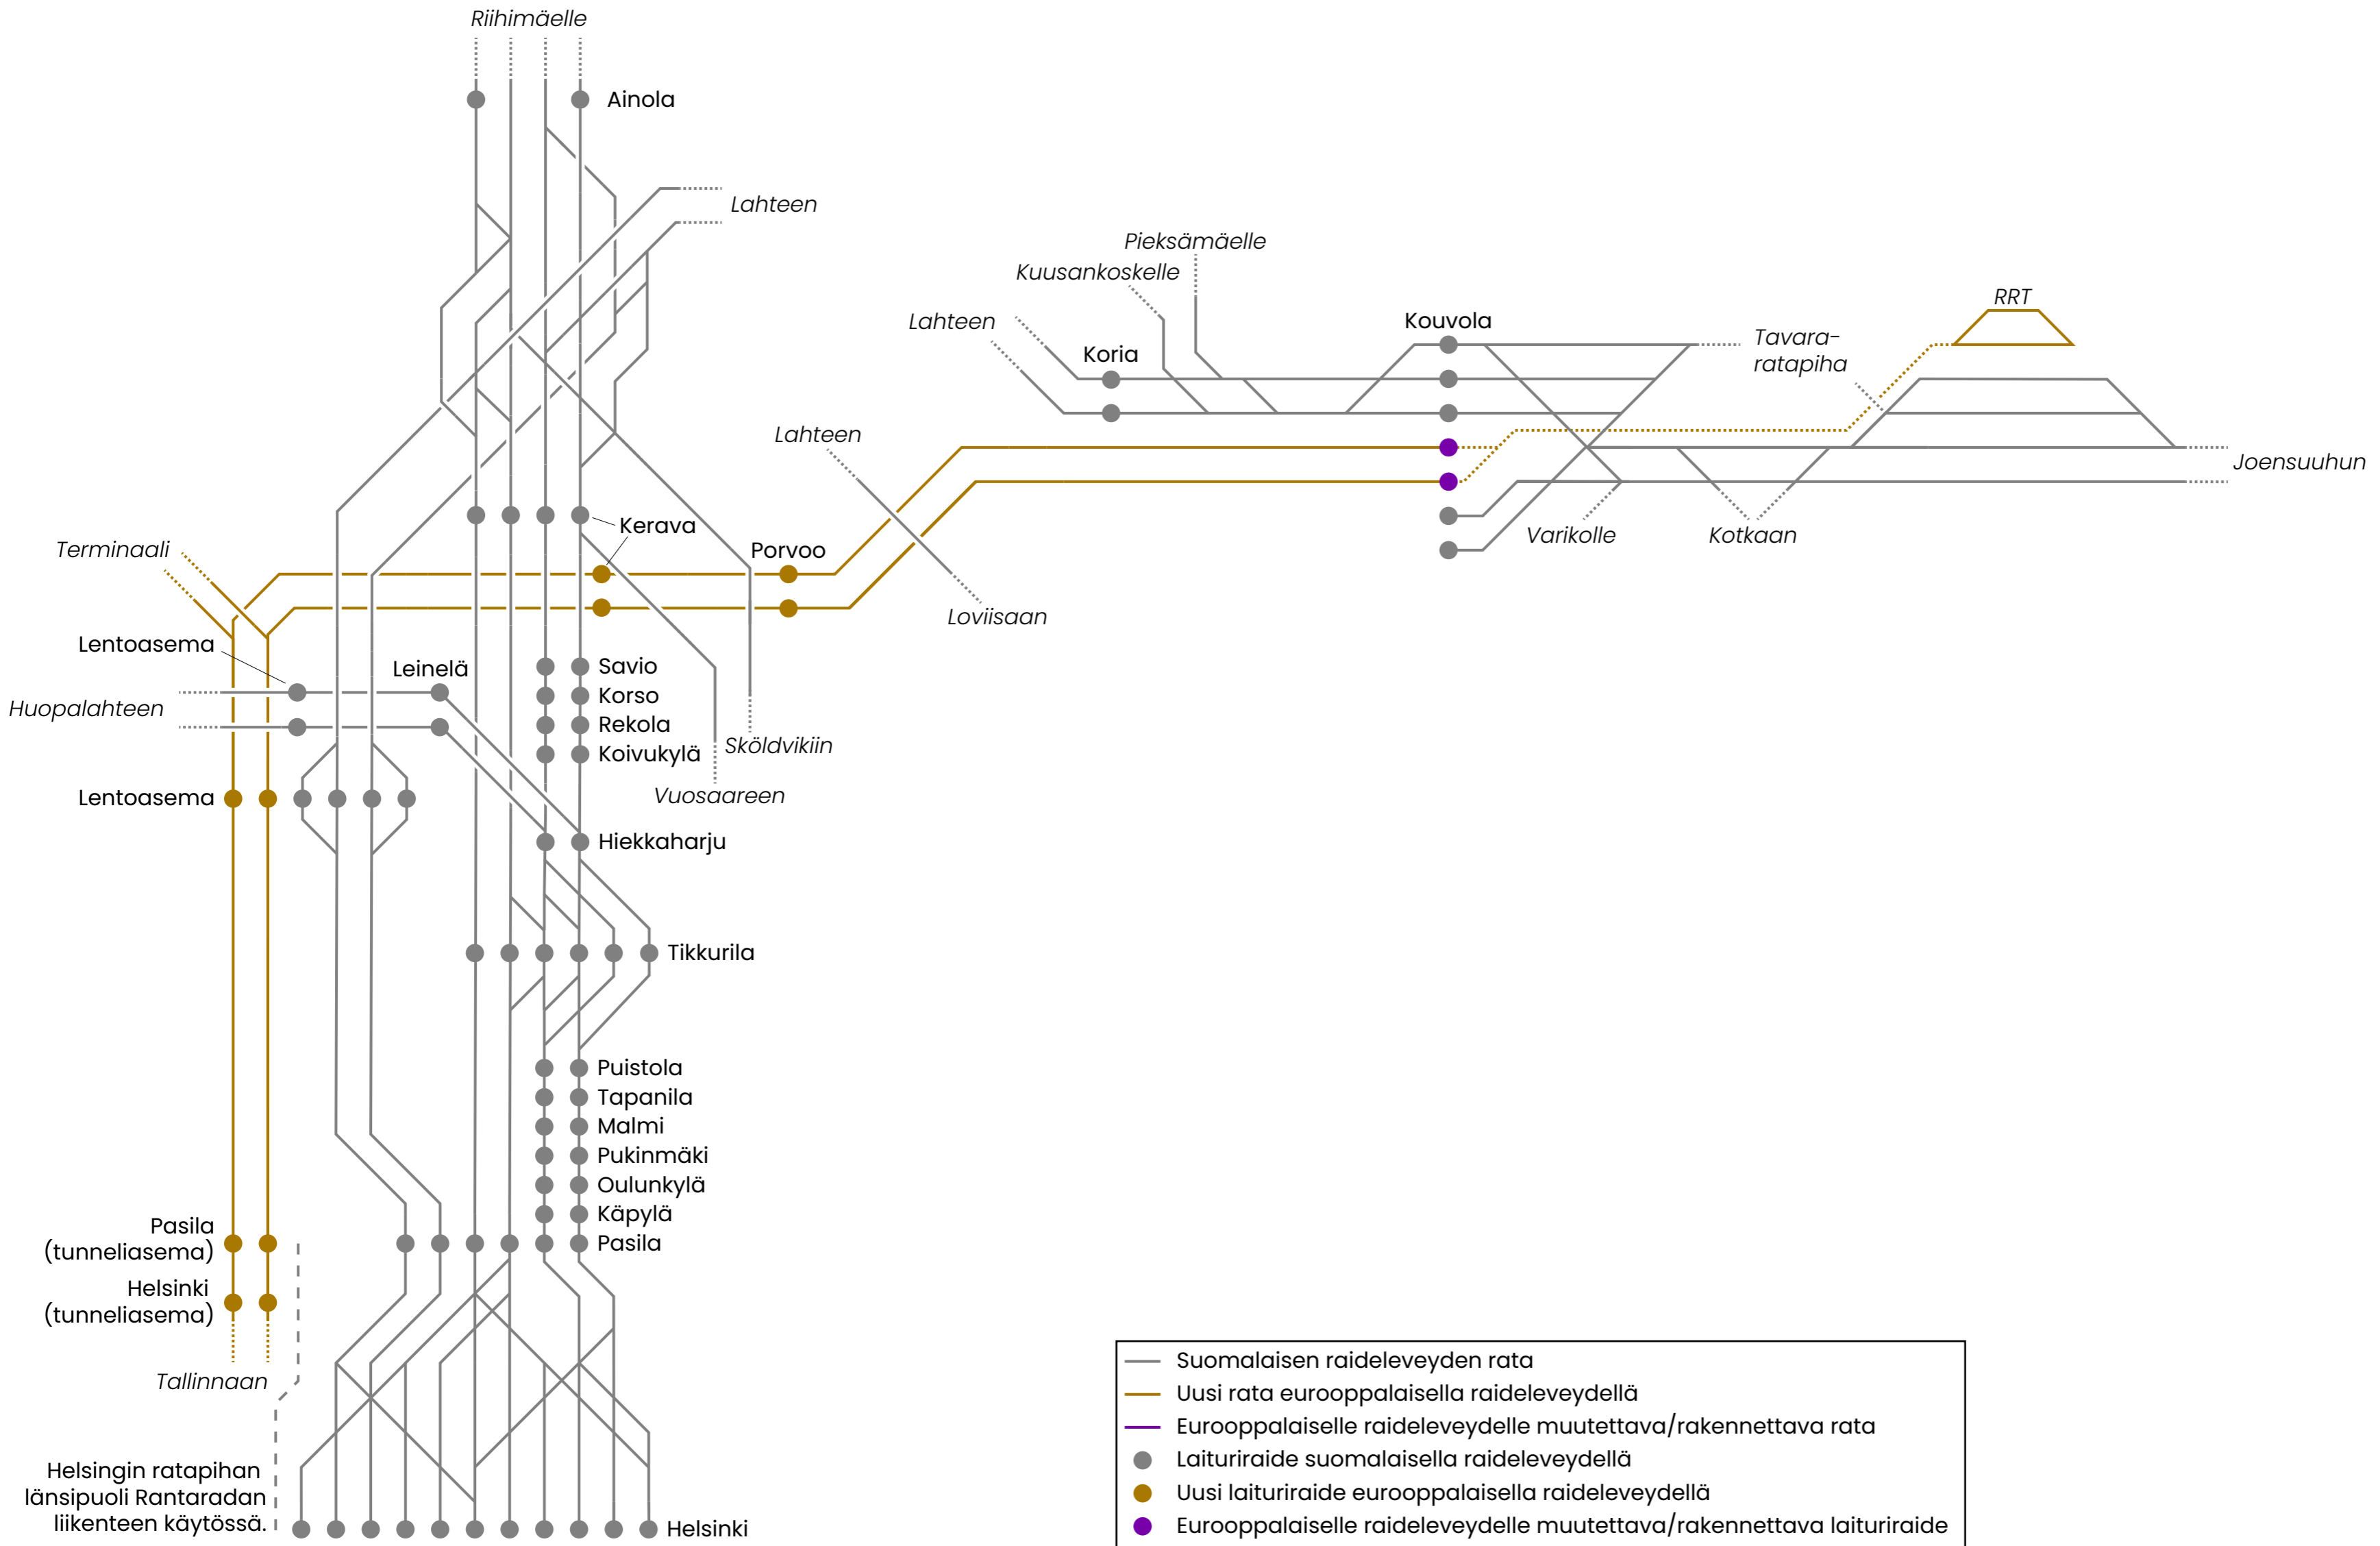 Riihimäelle
Ainola
Lahteen
Pieksämäelle
Kuusankoskelle
Lahteen
Kouvola
RRT
Koria
Tavara-
ratapiha
Lahteen
Joensuuhun
Kerava
Varikolle
Kotkaan
Terminaali
Porvoo
Loviisaan
Lentoasema
Leinelä
Savio
Korso
Huopalahteen
Rekola
Koivukylä
Sköldvikiin
Vuosaareen
Lentoasema
Hiekkaharju
Tikkurila
Puistola
Tapanila
Malmi
Pukinmäki
Oulunkylä
Käpylä
Pasila
Pasila
(tunneliasema)
Helsinki
(tunneliasema)
Tallinnaan
Helsingin ratapihan
länsipuoli Rantaradan
liikenteen käytössä.
Helsinki
Suomalaisen raideleveyden rata
Uusi rata eurooppalaisella raideleveydellä
Eurooppalaiselle raideleveydelle muutettava/rakennettava rata
Laituriraide suomalaisella raideleveydellä
Uusi laituriraide eurooppalaisella raideleveydellä
Eurooppalaiselle raideleveydelle muutettava/rakennettava laituriraide